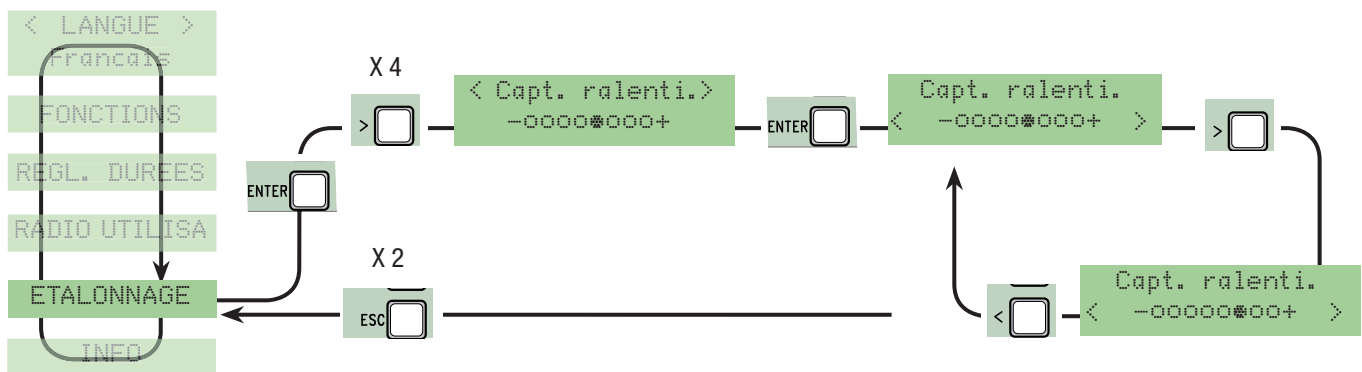 < LANGUE >
Francais
FONCTIONS
REGL. DUREES
RADIO UTILISA
ETALONNAGE
INFO
ENTER
X 4
>
< Capt. ralenti.>
-oooo✽ooo+
ENTER
Capt. ralenti.
< -oooo✽ooo+ >
>
Capt. ralenti.
< -ooooo✽oo+ >
<
X 2
ESC